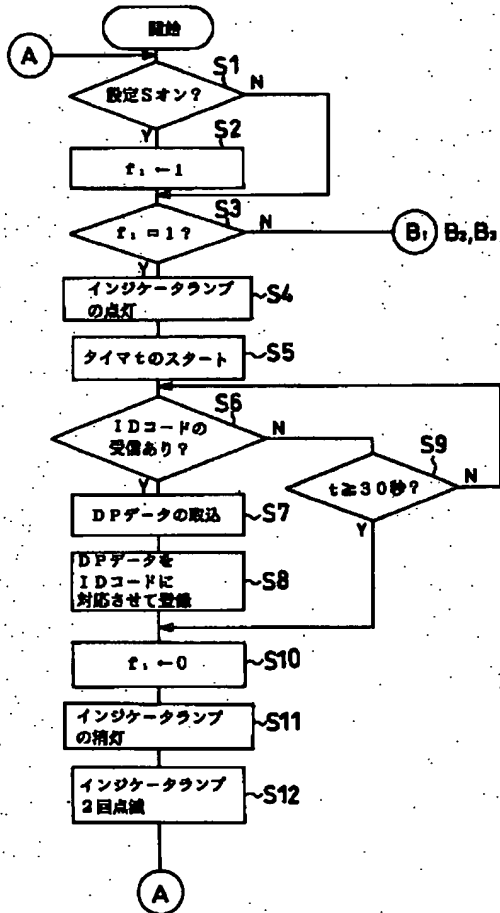 開始
A
S1
設定Sオン?
N
Y
S2
f₁ ←1
S3
f₁ =1?
N
B₁ B₂,B₃
Y
インジケータランプ
の点灯
S4
タイマtのスタート
S5
S6
IDコードの
受信あり?
N
Y
S9
t≧30秒?
N
Y
DPデータの取込
S7
DPデータを
IDコードに
対応させて登録
S8
f₁ ←0
S10
インジケータランプ
の消灯
S11
インジケータランプ
2回点滅
S12
A